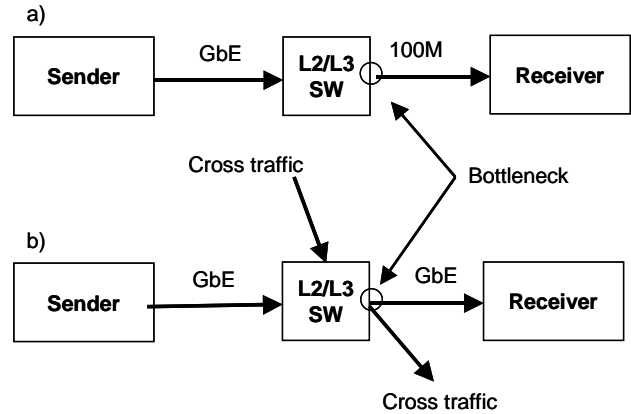 a)
Sender
GbE
L2/L3
SW
100M
Receiver
Cross traffic
Bottleneck
b)
Sender
GbE
L2/L3
SW
GbE
Receiver
Cross traffic